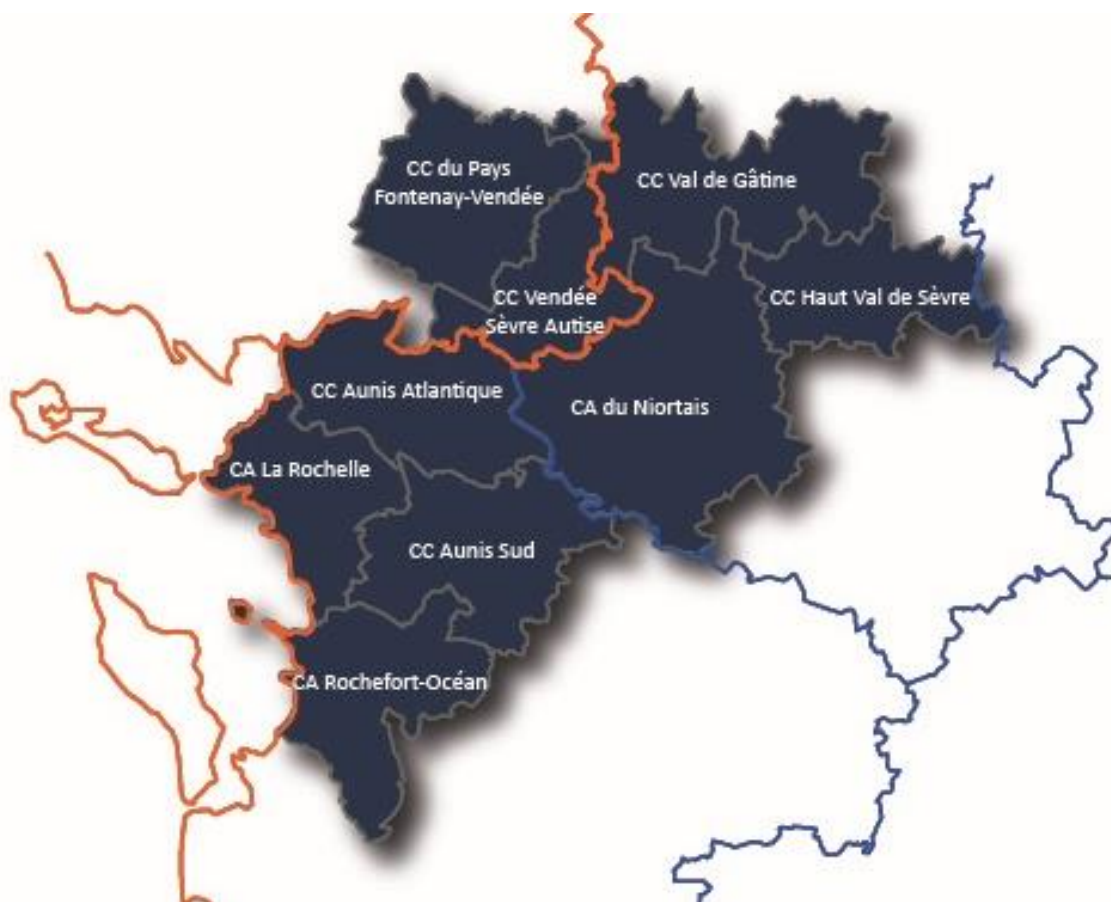 CC du Pays
Fontenay-Vendée
CC Val de Gâtine
CC Vendée
Sèvre Autise
CC Haut Val de Sèvre
CC Aunis Atlantique
CA du Niortais
CA La Rochelle
CC Aunis Sud
CA Rochefort-Océan